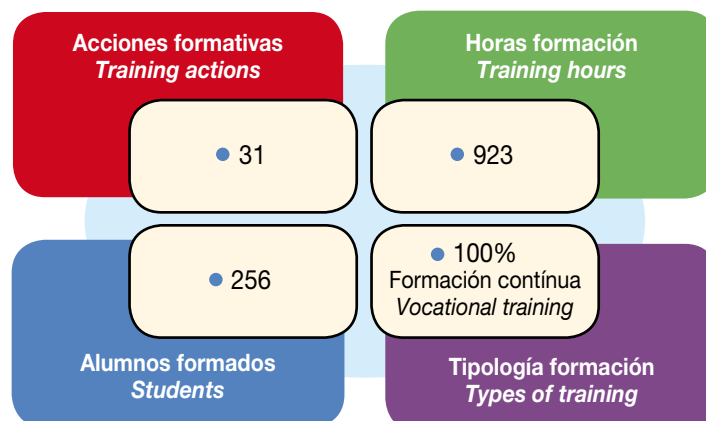 Acciones formativas
Training actions
Horas formación
Training hours
• 31
• 923
• 256
• 100%
Formación contínua
Vocational training
Alumnos formados
Students
Tipología formación
Types of training